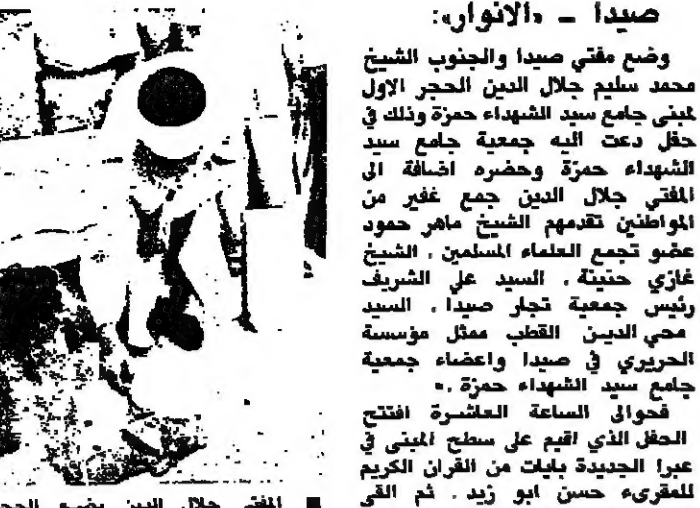 صيدا - «الانوار»:
وضع مفتي صيدا والجنوب الشيخ
محمد سليم جلال الدين الحجر الاول
لمبنى جامع سيد الشهداء حمزة وذلك في
حفل دعت اليه جمعية جامع سيد
الشهداء حمزة وحضره اضافة الى
المفتي جلال الدين جمع غفير من
المواطنين تقدمهم الشيخ ماهر حمود
عضو تجمع العلماء المسلمين ، الشيخ
غازي حنينة ، السيد علي الشريف
رئيس جمعية تجار صيدا ، السيد
محي الدين القطب ممثل مؤسسة
الحريري في صيدا واعضاء جمعية
جامع سيد الشهداء حمزة .»
فحوالى الساعة العاشرة افتتح
الحفل الذي اقيم على سطح المبنى في
عبرا الجديدة بايات من القران الكريم
للمقرىء حسن ابو زيد . ثم القى
■ المفتي جلال الدين يضع الحجر